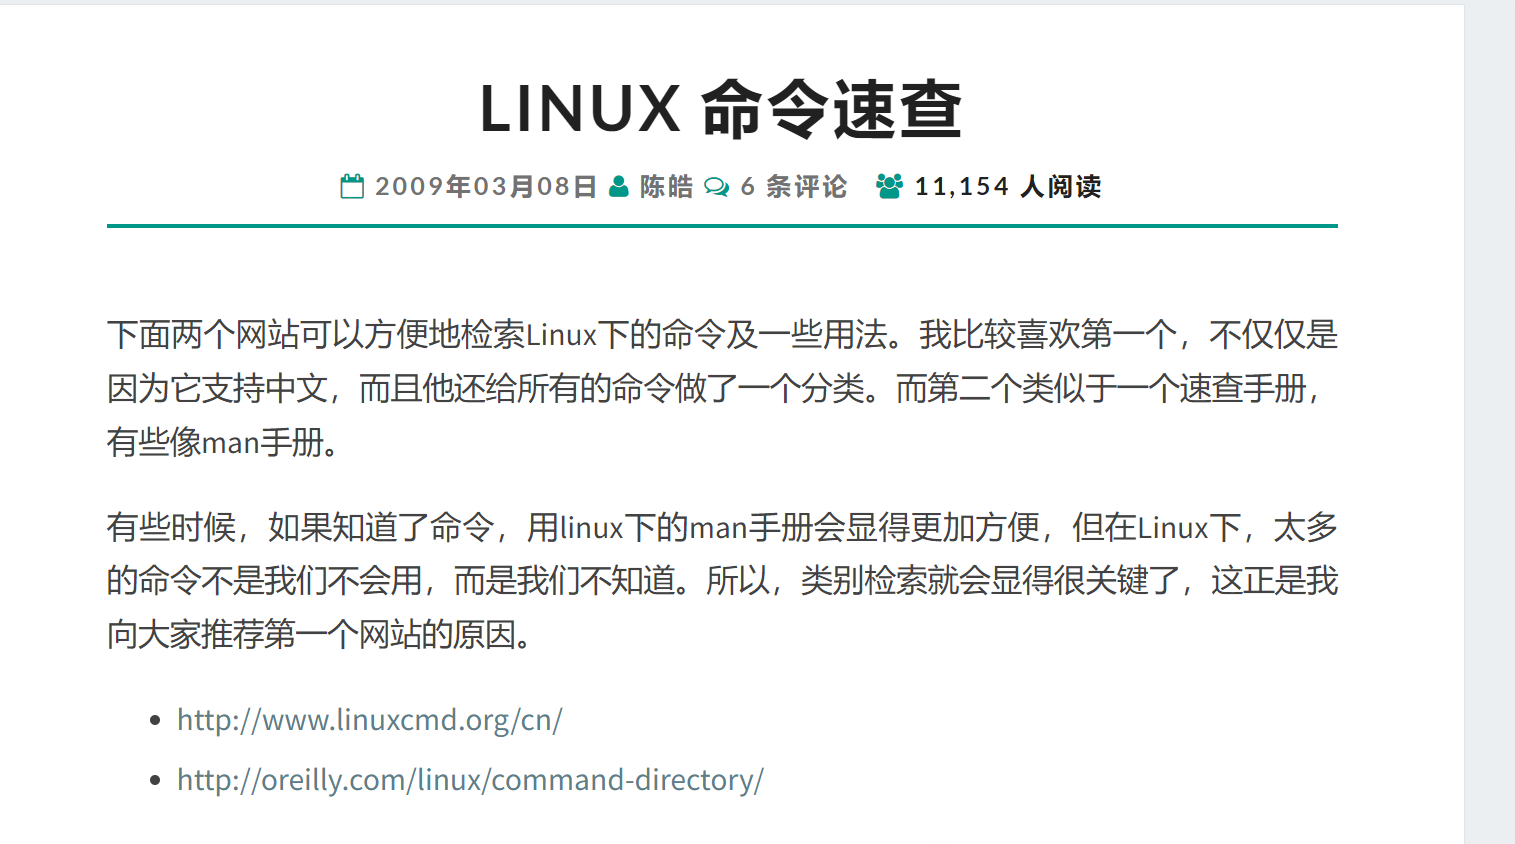 LINUX 命令速查
2009年03月08日 陈皓 6 条评论 11,154 人阅读
下面两个网站可以方便地检索Linux下的命令及一些用法。我比较喜欢第一个，不仅仅是
因为它支持中文，而且他还给所有的命令做了一个分类。而第二个类似于一个速查手册，
有些像man手册。
有些时候，如果知道了命令，用linux下的man手册会显得更加方便，但在Linux下，太多
的命令不是我们不会用，而是我们不知道。所以，类别检索就会显得很关键了，这正是我
向大家推荐第一个网站的原因。
http://www.linuxcmd.org/cn/
http://oreilly.com/linux/command-directory/